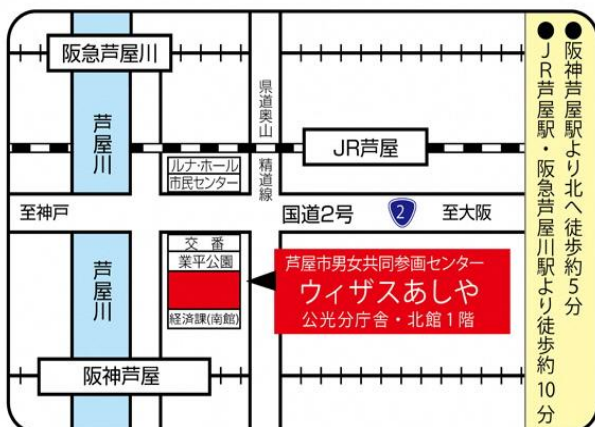 阪急芦屋川
芦屋川
県道奥山
精道線
JR芦屋
ルナ・ホール
市民センター
至神戸
国道2号
2
至大阪
芦屋川
交番
業平公園
経済課(南館)
芦屋市男女共同参画センター
ウィザスあしや
公光分庁舎・北館1階
阪神芦屋
●阪神芦屋駅より北へ徒歩約5分
●JR芦屋駅・阪急芦屋川駅より徒歩約10分